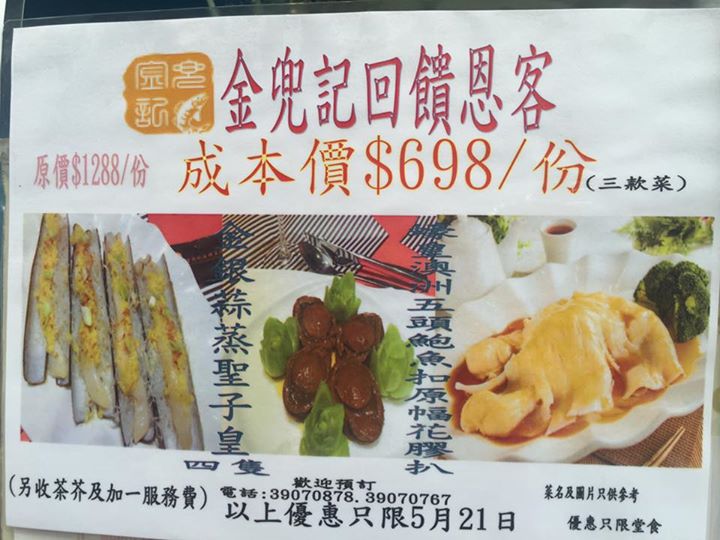 金兜記回饋恩客
原價$1288/份
成本價$698/份(三款菜)
金銀蒜蒸聖子皇
四隻
蠔皇澳洲五頭鮑魚扣原幅花膠扒
(另收茶芥及加一服務費)
歡迎預訂
電話:39070878.39070767
以上優惠只限5月21日
菜名及圖片只供參考
優惠只限堂食